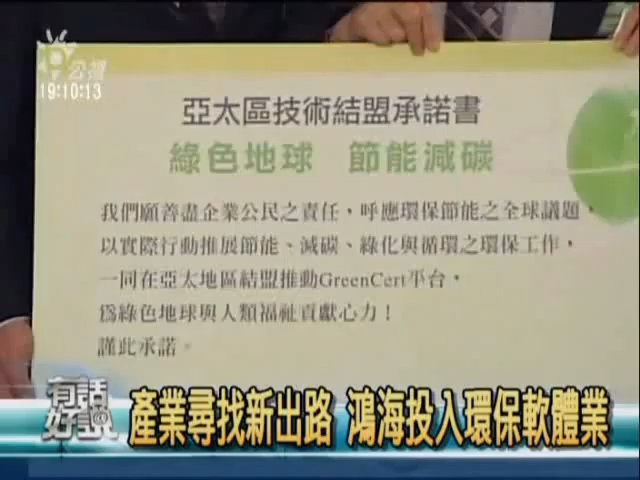 公視
19:10:13
亞太區技術結盟承諾書
綠色地球 節能減碳
我們願善盡企業公民之責任，呼應環保節能之全球議題，
以實際行動推展節能、減碳、綠化與循環之環保工作，
一同在亞太地區結盟推動GreenCert平台，
為綠色地球與人類福祉貢獻心力！
謹此承諾。
有話好說
產業尋找新出路 鴻海投入環保軟體業